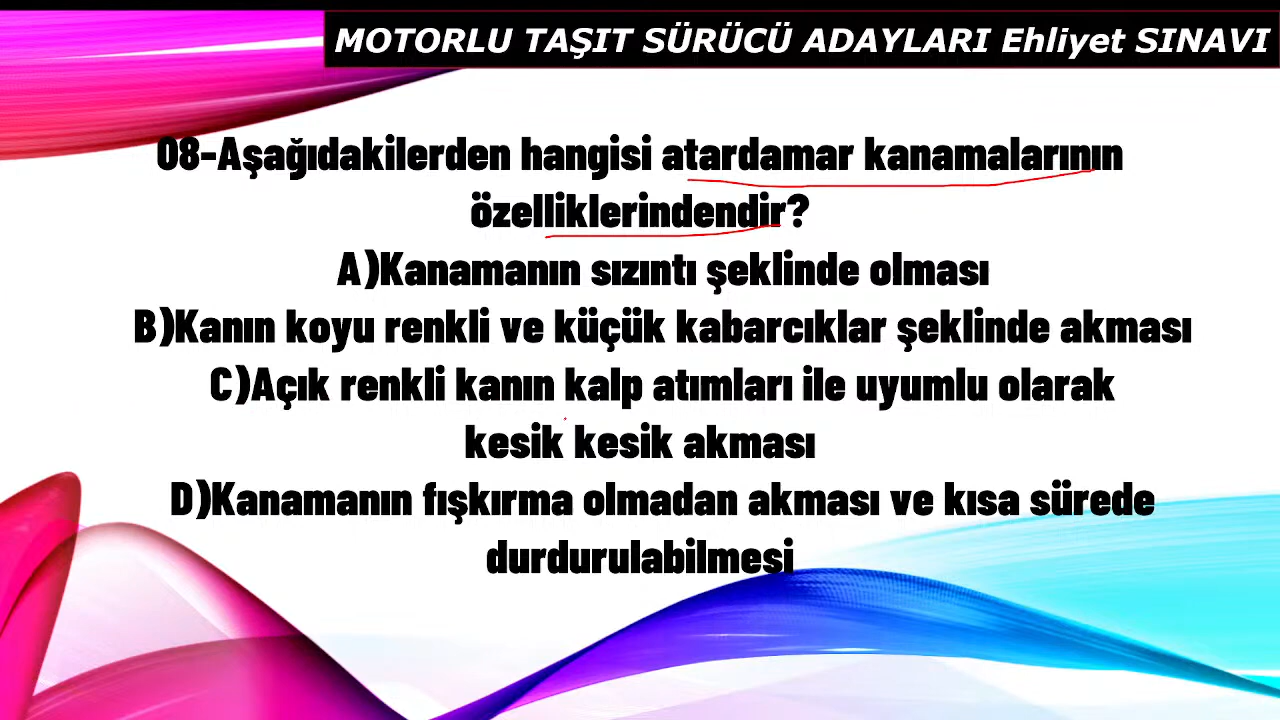 MOTORLU TAŞIT SÜRÜCÜ ADAYLARI Ehliyet SINAVI
08-Aşağıdakilerden hangisi atardamar kanamalarının
özelliklerindendir?
A)Kanamanın sızıntı şeklinde olması
B)Kanın koyu renkli ve küçük kabarcıklar şeklinde akması
C)Açık renkli kanın kalp atımları ile uyumlu olarak
kesik kesik akması
D)Kanamanın fışkırma olmadan akması ve kısa sürede
durdurulabilmesi